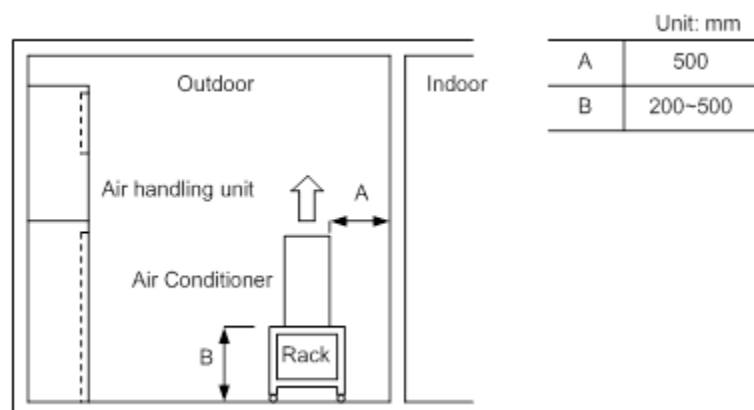 Unit: mm
A 500
B 200~500
Outdoor
Indoor
Air handling unit
A
Air Conditioner
B
Rack